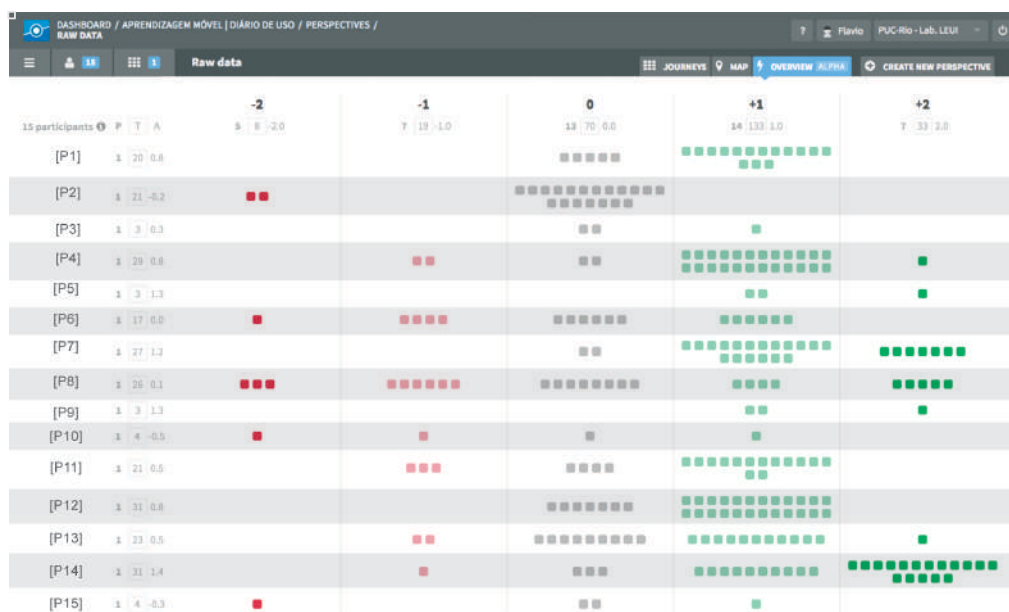 DASHBOARD / APRENDIZAGEM MÓVEL | DIÁRIO DE USO / PERSPECTIVES /
RAW DATA
? Flavio PUC-Rio - Lab. LEUI
1 Raw data JOURNEYS MAP OVERVIEW ALPHA CREATE NEW PERSPECTIVE
-2 -1 0 +1 +2
15 participants P T A 5 8 -2.0 7 19 -1.0 13 70 0.0 14 133 1.0 7 33 2.0
[P1] 1 20 0.8
[P2] 1 21 -0.2
[P3] 1 3 0.3
[P4] 1 29 0.8
[P5] 1 3 1.3
[P6] 1 17 0.0
[P7] 1 27 1.2
[P8] 1 26 0.1
[P9] 1 3 1.3
[P10] 1 4 -0.5
[P11] 1 21 0.5
[P12] 1 31 0.8
[P13] 1 23 0.5
[P14] 1 31 1.4
[P15] 1 4 -0.3